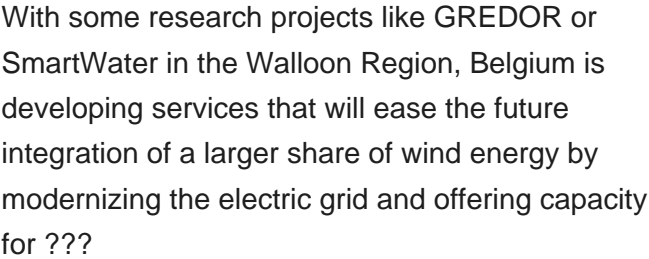 With some research projects like GREDOR or
SmartWater in the Walloon Region, Belgium is
developing services that will ease the future
integration of a larger share of wind energy by
modernizing the electric grid and offering capacity
for ???